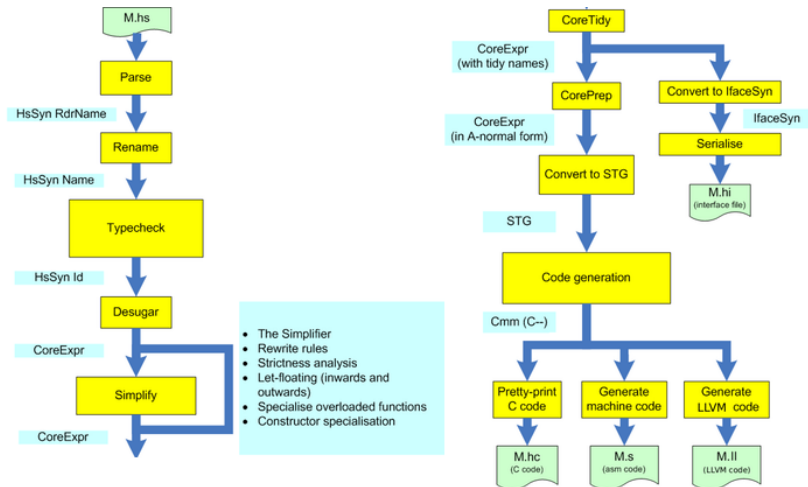 M.hs
Parse
HsSyn RdrName
Rename
HsSyn Name
Typecheck
HsSyn Id
Desugar
CoreExpr
Simplify
CoreExpr
• The Simplifier
• Rewrite rules
• Strictness analysis
• Let-floating (inwards and
outwards)
• Specialise overloaded functions
• Constructor specialisation
CoreTidy
CoreExpr
(with tidy names)
CorePrep
Convert to IfaceSyn
CoreExpr
(in A-normal form)
IfaceSyn
Serialise
Convert to STG
M.hi
(interface file)
STG
Code generation
Cmm (C--)
Pretty-print
C code
Generate
machine code
Generate
LLVM code
M.hc
(C code)
M.s
(asm code)
M.ll
(LLVM code)